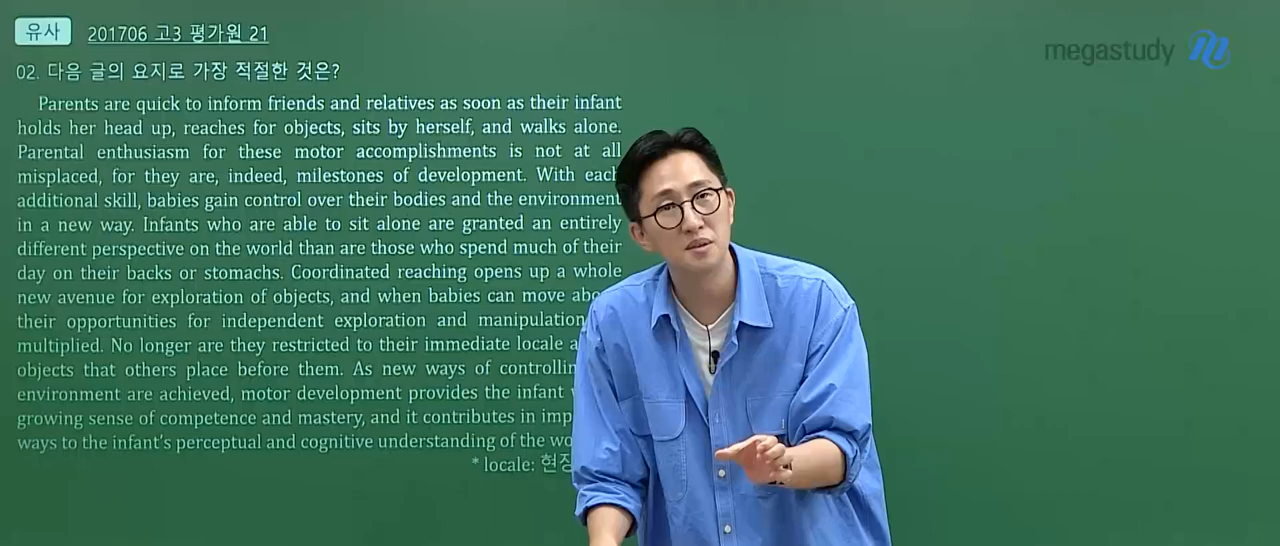 유사 201706 고3 평가원 21
megastudy
02. 다음 글의 요지로 가장 적절한 것은?
Parents are quick to inform friends and relatives as soon as their infant
holds her head up, reaches for objects, sits by herself, and walks alone.
Parental enthusiasm for these motor accomplishments is not at all
misplaced, for they are, indeed, milestones of development. With each
additional skill, babies gain control over their bodies and the environment
in a new way. Infants who are able to sit alone are granted an entirely
different perspective on the world than are those who spend much of their
day on their backs or stomachs. Coordinated reaching opens up a whole
new avenue for exploration of objects, and when babies can move
their opportunities for independent exploration and manipulation
multiplied. No longer are they restricted to their immediate locale
objects that others place before them. As new ways of
environment are achieved, motor development provides the infant
growing sense of competence and mastery, and it contributes in
ways to the infant's perceptual and cognitive understanding of the
* locale: